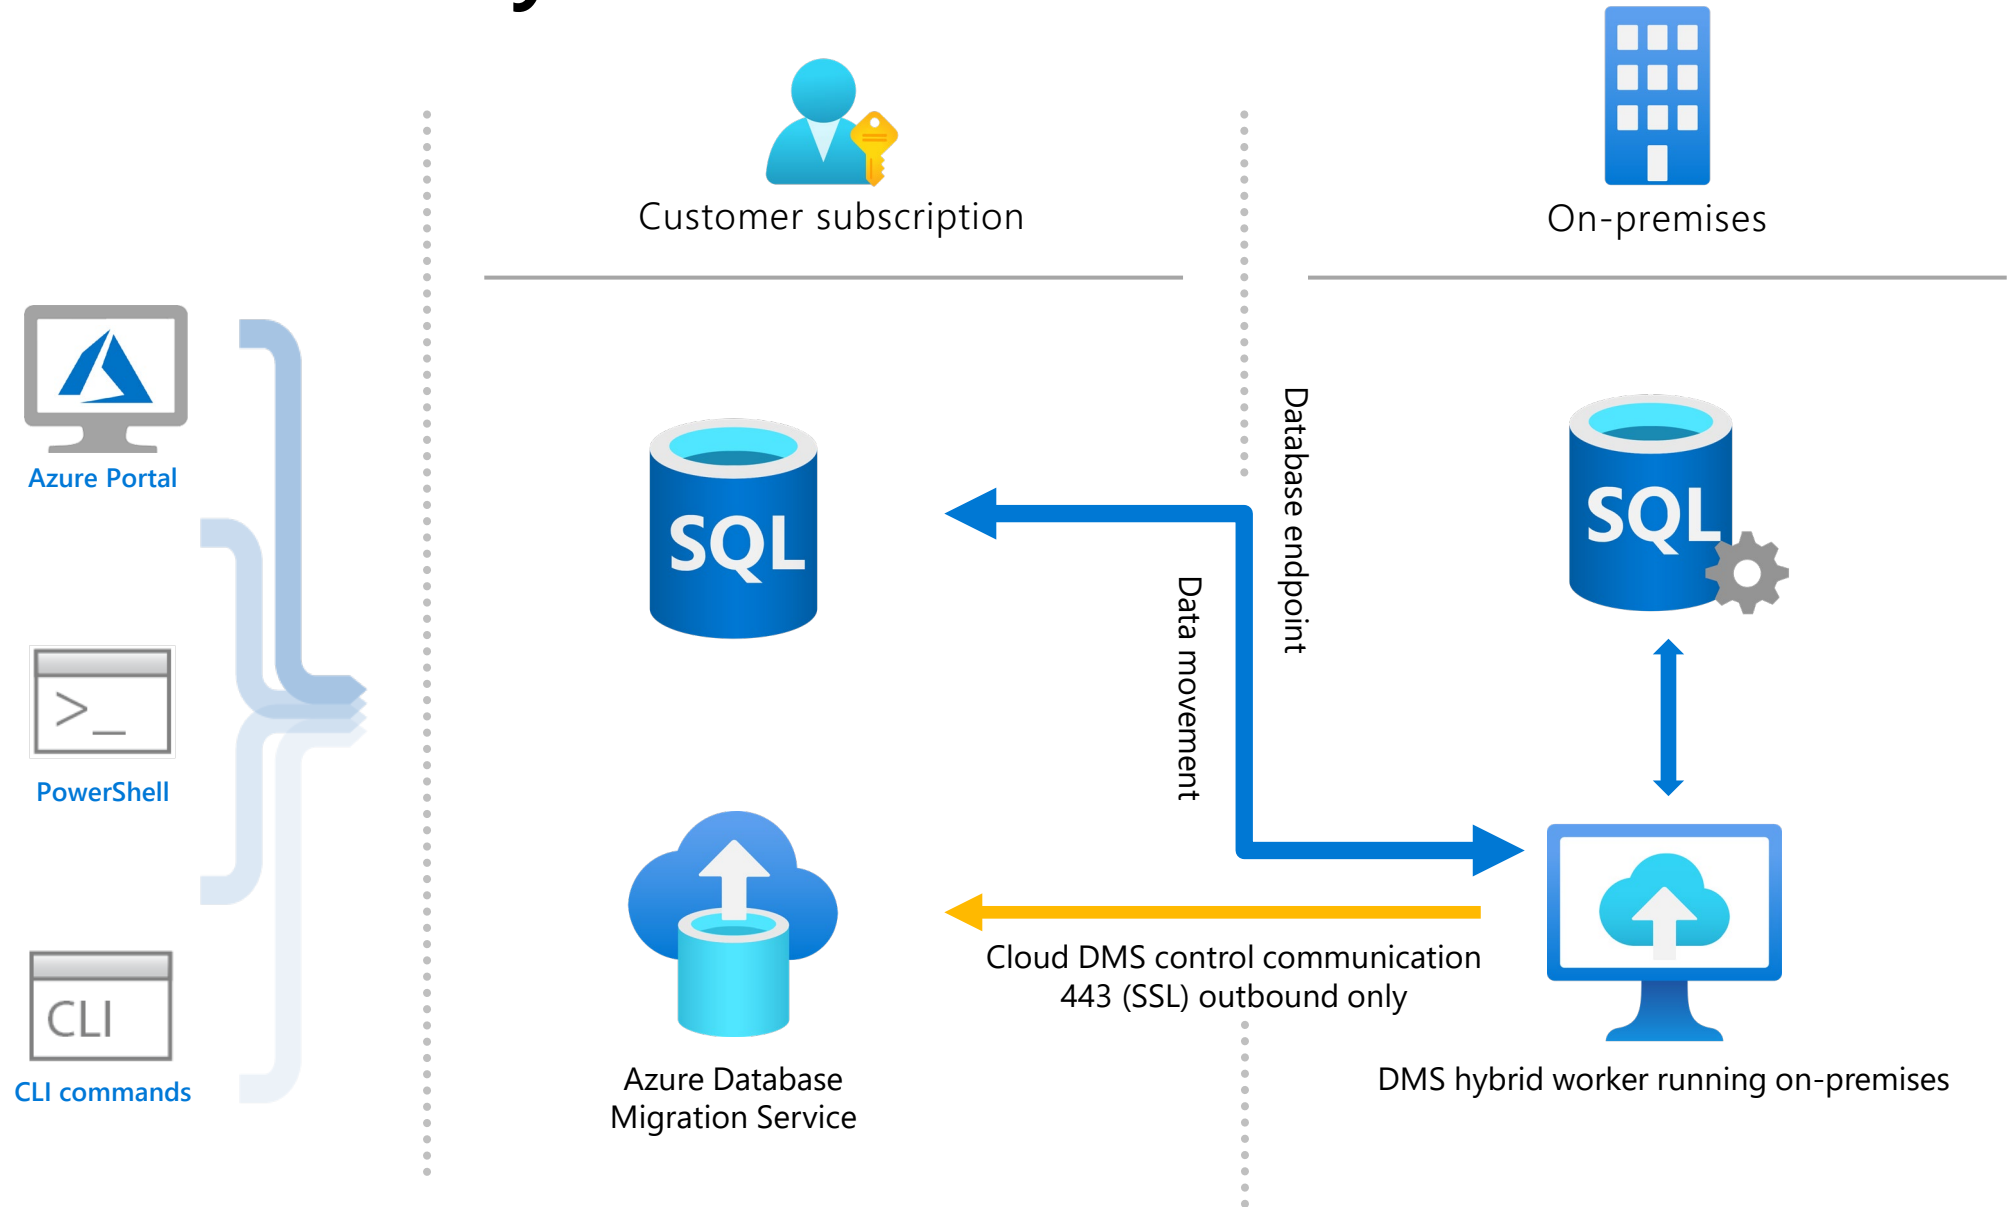 Customer subscription
On-premises
Azure Portal
PowerShell
>_
CLI
CLI commands
SQL
Azure Database
Migration Service
Data movement
Database endpoint
Cloud DMS control communication
443 (SSL) outbound only
SQL
DMS hybrid worker running on-premises